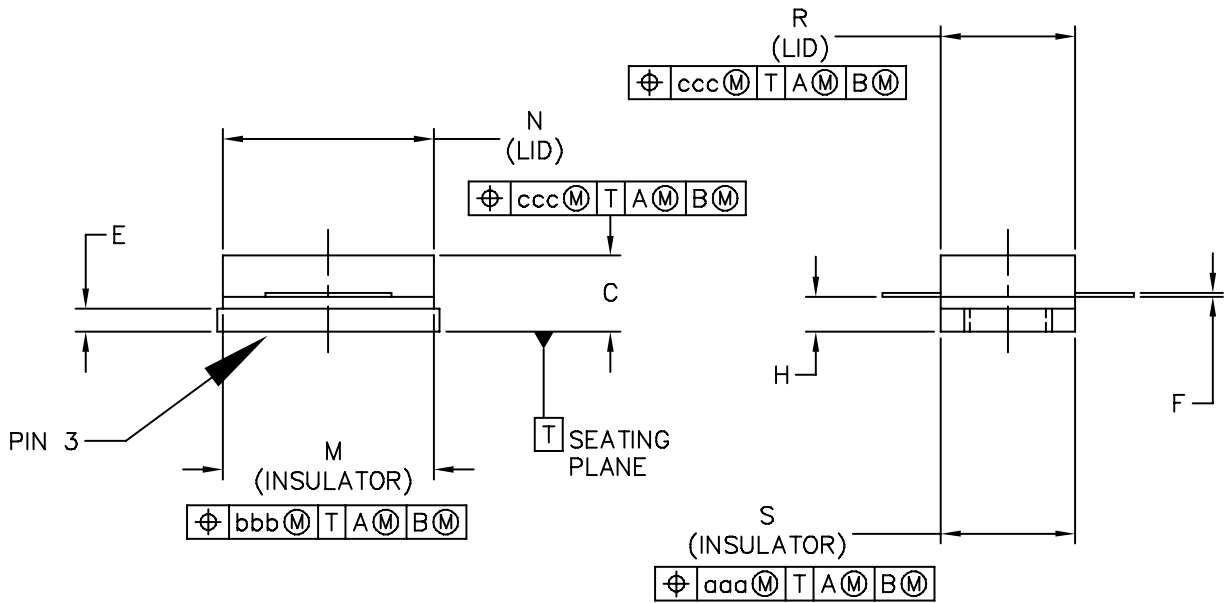 R
(LID)
⌖ ccc Ⓜ T A Ⓜ B Ⓜ
N
(LID)
⌖ ccc Ⓜ T A Ⓜ B Ⓜ
E
C
H
F
PIN 3
T SEATING
PLANE
M
(INSULATOR)
⌖ bbb Ⓜ T A Ⓜ B Ⓜ
S
(INSULATOR)
⌖ aaa Ⓜ T A Ⓜ B Ⓜ